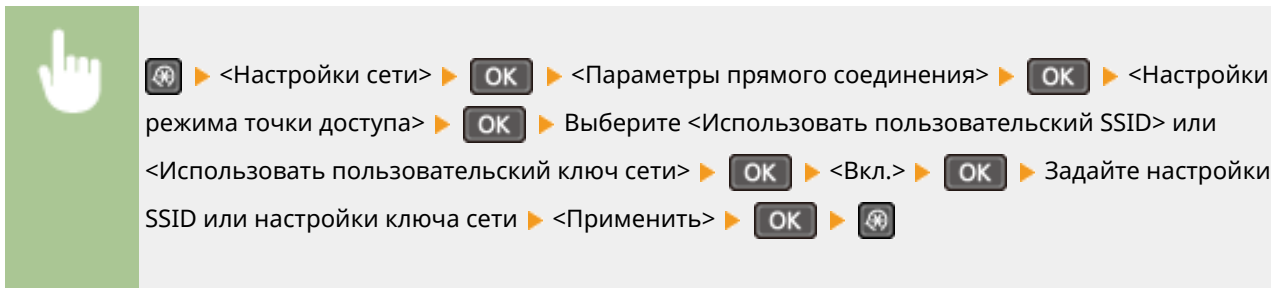 <Настройки сети> OK <Параметры прямого соединения> OK <Настройки
режима точки доступа> OK Выберите <Использовать пользовательский SSID> или
<Использовать пользовательский ключ сети> OK <Вкл.> OK Задайте настройки
SSID или настройки ключа сети <Применить> OK